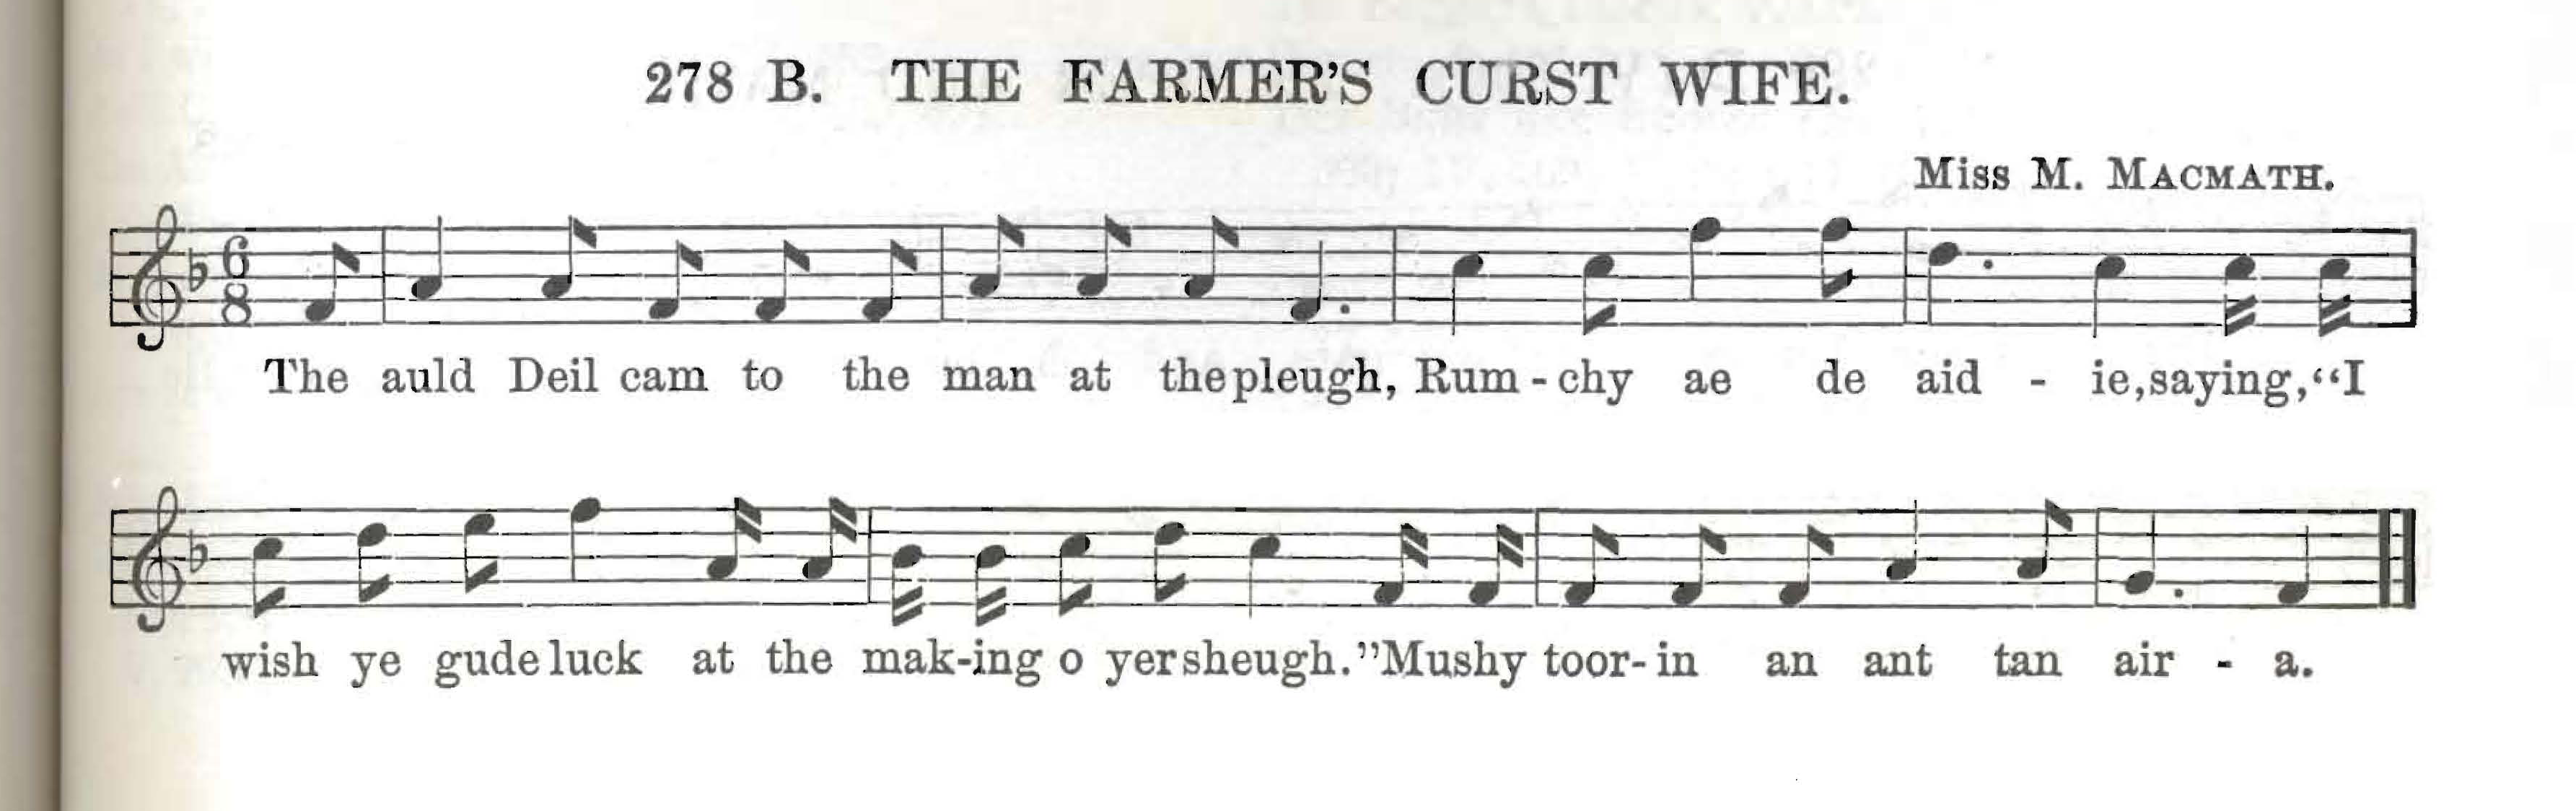 278 B. THE FARMER'S CURST WIFE.
Miss M. MACMATH.
6
8
The auld Deil cam to the man at the pleugh, Rum - chy ae de aid - ie, saying, “I
wish ye gude luck at the mak-ing o yer sheugh.” Mushy toor-in an ant tan air - a.